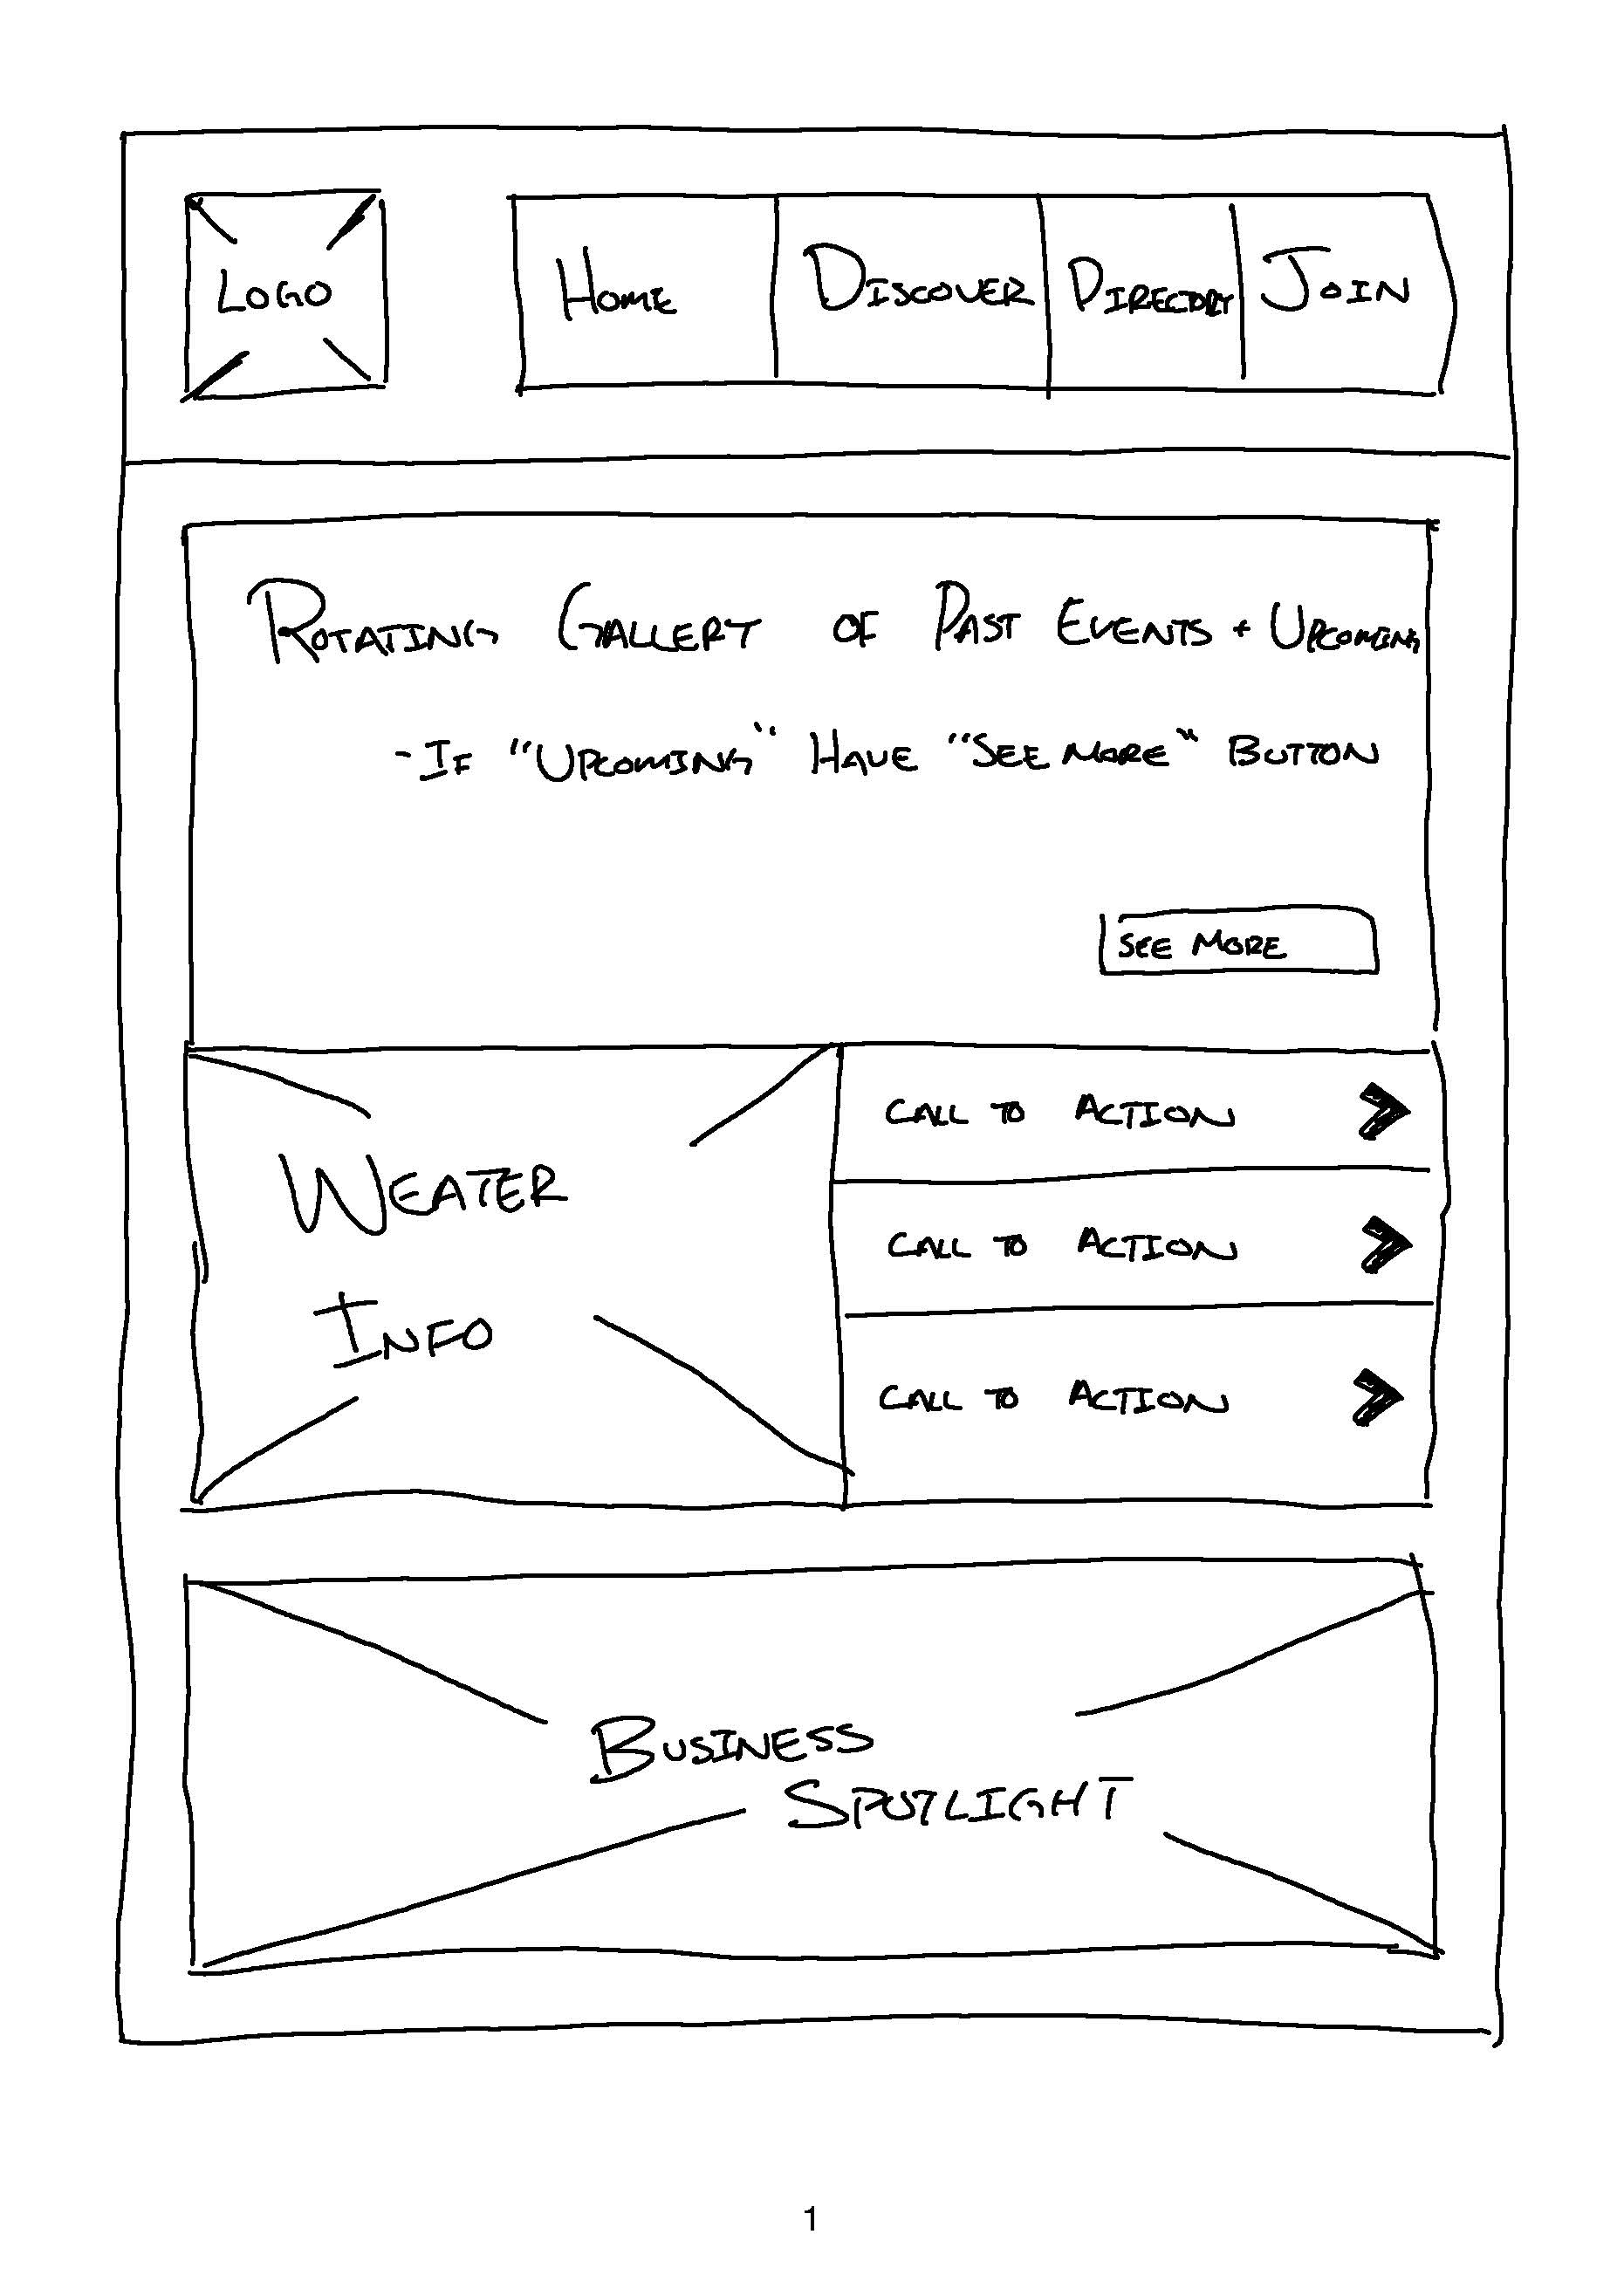 LOGO
HOME
DISCOVER
DIRECTORY
JOIN
ROTATING GALLERY OF PAST EVENTS + UPCOMING
- IF "UPCOMING" HAVE "SEE MORE" BUTTON
SEE MORE
WEATER
INFO
CALL TO ACTION
CALL TO ACTION
CALL TO ACTION
BUSINESS
SPOTLIGHT
1